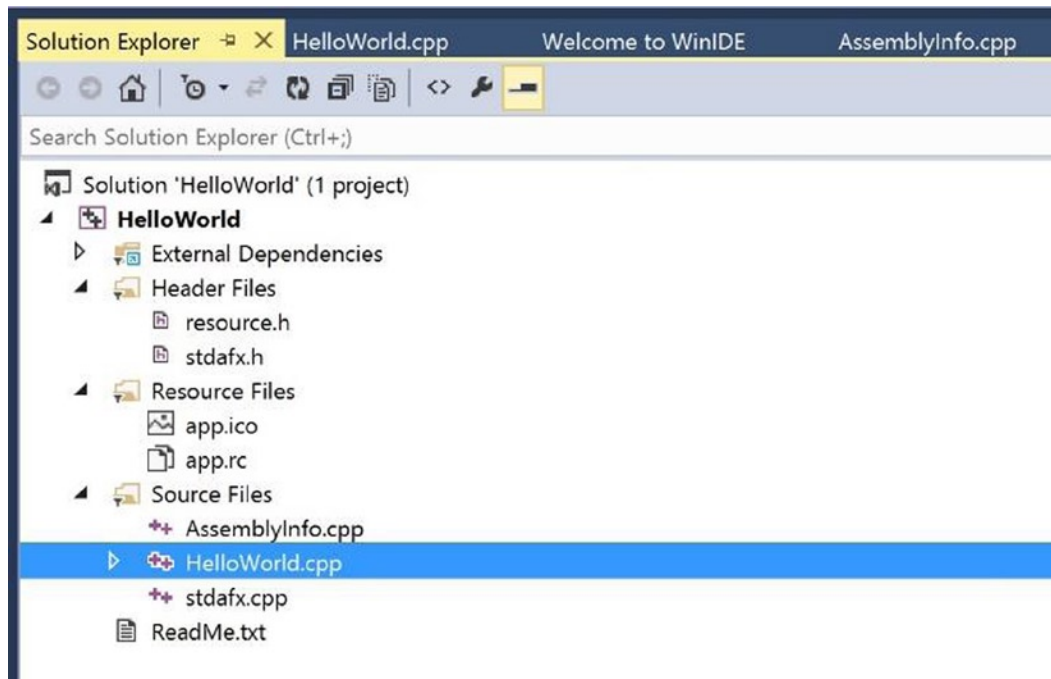 Solution Explorer HelloWorld.cpp Welcome to WinIDE AssemblyInfo.cpp
Search Solution Explorer (Ctrl+;)
Solution 'HelloWorld' (1 project)
HelloWorld
External Dependencies
Header Files
resource.h
stdafx.h
Resource Files
app.ico
app.rc
Source Files
AssemblyInfo.cpp
HelloWorld.cpp
stdafx.cpp
ReadMe.txt